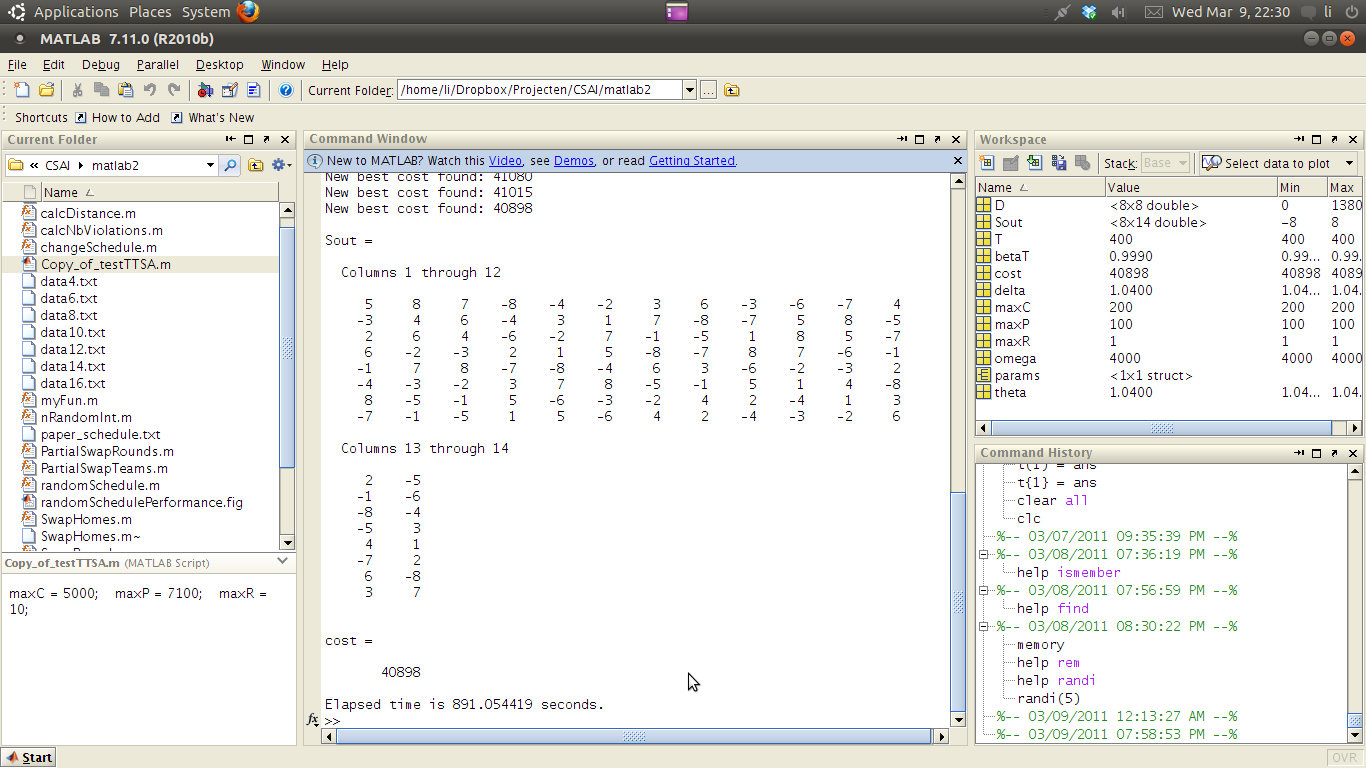 Applications Places System
Wed Mar 9, 22:30 li
MATLAB 7.11.0 (R2010b)
File Edit Debug Parallel Desktop Window Help
Current Folder: /home/li/Dropbox/Projecten/CSAI/matlab2 ...
Shortcuts How to Add What's New
Current Folder
« CSAI matlab2
Name
calcDistance.m
calcNbViolations.m
changeSchedule.m
Copy_of_testTTSA.m
data4.txt
data6.txt
data8.txt
data10.txt
data12.txt
data14.txt
data16.txt
myFun.m
nRandomInt.m
paper_schedule.txt
PartialSwapRounds.m
PartialSwapTeams.m
randomSchedule.m
randomSchedulePerformance.fig
SwapHomes.m
SwapHomes.m~
Copy_of_testTTSA.m (MATLAB Script)
maxC = 5000; maxP = 7100; maxR =
10;
Start
Command Window
New to MATLAB? Watch this Video, see Demos, or read Getting Started.
New best cost found: 41080
New best cost found: 41015
New best cost found: 40898
Sout =
Columns 1 through 12
5 8 7 -8 -4 -2 3 6 -3 -6 -7 4
-3 4 6 -4 3 1 7 -8 -7 5 8 -5
2 6 4 -6 -2 7 -1 -5 1 8 5 -7
6 -2 -3 2 1 5 -8 -7 8 7 -6 -1
-1 7 8 -7 -8 -4 6 3 -6 -2 -3 2
-4 -3 -2 3 7 8 -5 -1 5 1 4 -8
8 -5 -1 5 -6 -3 -2 4 2 -4 1 3
-7 -1 -5 1 5 -6 4 2 -4 -3 -2 6
Columns 13 through 14
2 -5
-1 -6
-8 -4
-5 3
4 1
-7 2
6 -8
3 7
cost =
40898
Elapsed time is 891.054419 seconds.
fx >>
Workspace
Stack: Base Select data to plot
Name Value Min Max
D <8x8 double> 0 1380
Sout <8x14 double> -8 8
T 400 400 400
betaT 0.9990 0.99... 0.99.
cost 40898 40898 4089
delta 1.0400 1.04... 1.04.
maxC 200 200 200
maxP 100 100 100
maxR 1 1 1
omega 4000 4000 4000
params <1x1 struct>
theta 1.0400 1.04... 1.04.
Command History
t(1) = ans
t{1} = ans
clear all
clc
%-- 03/07/2011 09:35:39 PM --%
%-- 03/08/2011 07:36:19 PM --%
help ismember
%-- 03/08/2011 07:56:59 PM --%
help find
%-- 03/08/2011 08:30:22 PM --%
memory
help rem
help randi
randi(5)
%-- 03/09/2011 12:13:27 AM --%
%-- 03/09/2011 07:58:53 PM --%
OVR